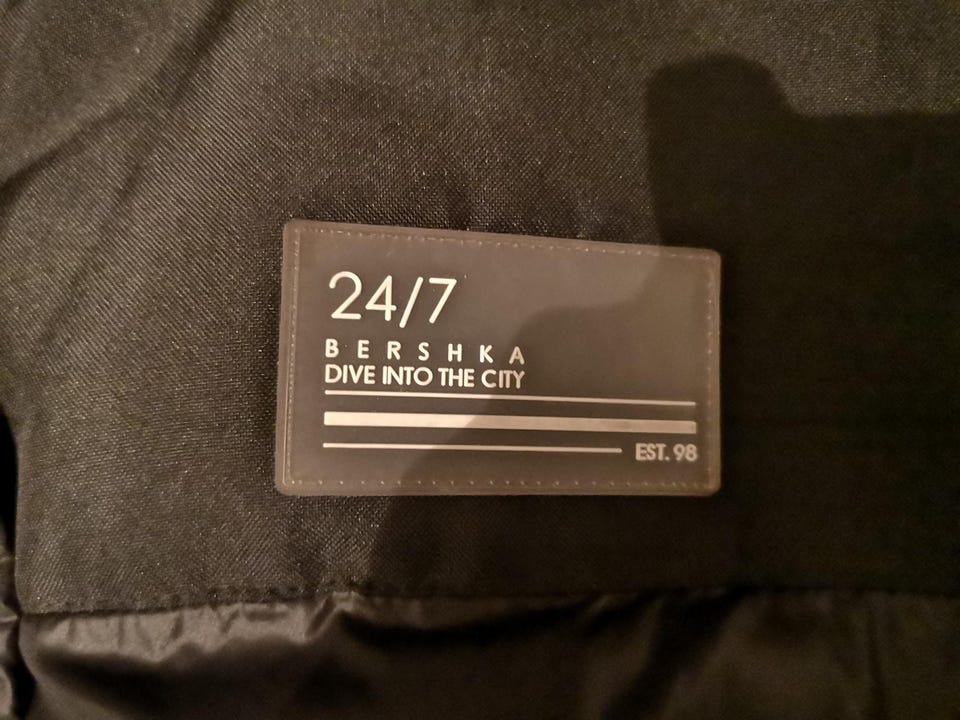 24/7
BERSHKA
DIVE INTO THE CITY
EST. 98